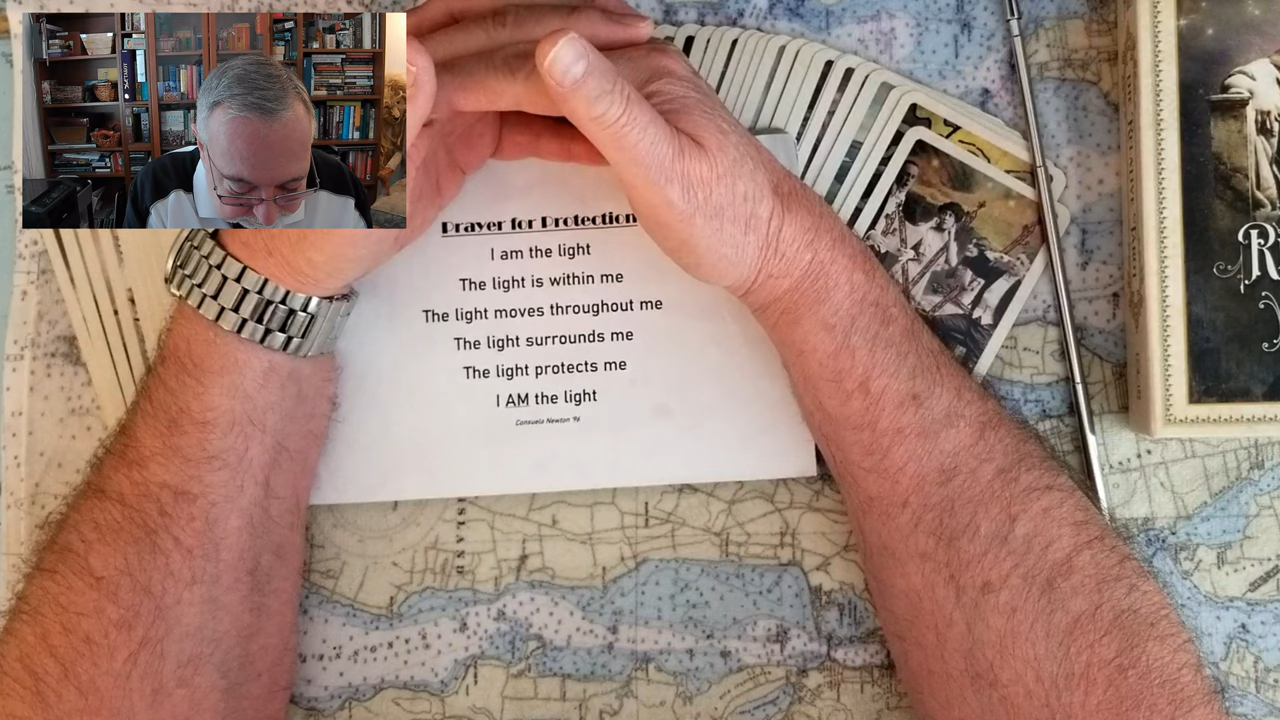 Prayer for Protection
I am the light
The light is within me
The light moves throughout me
The light surrounds me
The light protects me
I AM the light
Consuela Newton '96